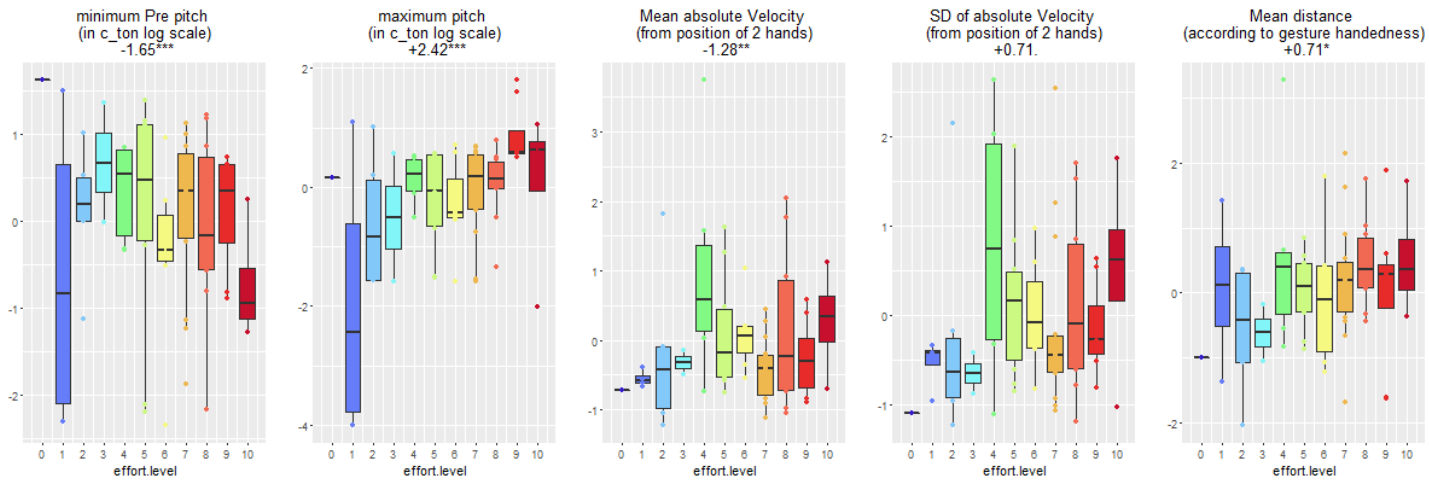 minimum Pre pitch
(in c_ton log scale)
-1.65***
1
0
-1
-2
0 1 2 3 4 5 6 7 8 9 10
effort.level
maximum pitch
(in c_ton log scale)
+2.42***
2
0
-2
-4
0 1 2 3 4 5 6 7 8 9 10
effort.level
Mean absolute Velocity
(from position of 2 hands)
-1.28**
3
2
1
0
-1
0 1 2 3 4 5 6 7 8 9 10
effort.level
SD of absolute Velocity
(from position of 2 hands)
+0.71.
2
1
0
-1
0 1 2 3 4 5 6 7 8 9 10
effort.level
Mean distance
(according to gesture handedness)
+0.71*
2
0
-2
0 1 2 3 4 5 6 7 8 9 10
effort.level